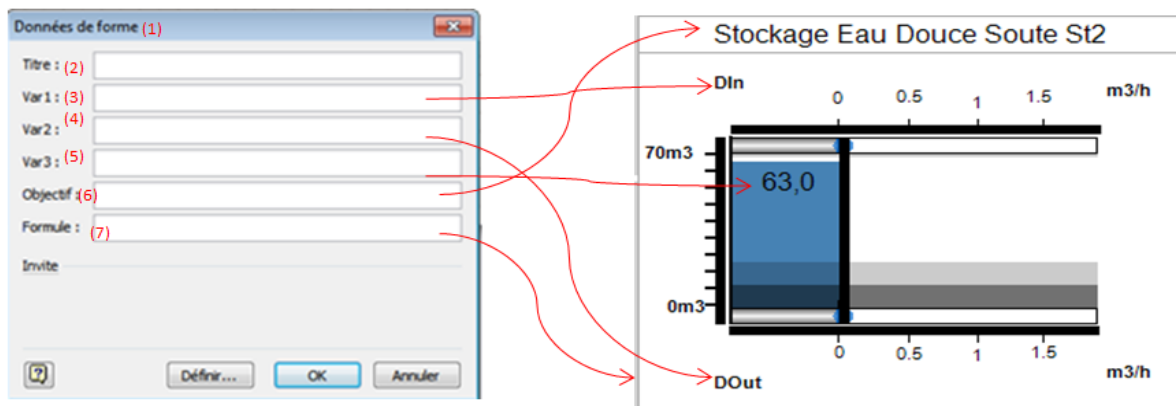 Données de forme (1)
Titre : (2)
Var1 : (3)
Var2 : (4)
Var3 : (5)
Objectif : (6)
Formule : (7)
Invite
Définir...
OK
Annuler
Stockage Eau Douce Soute St2
DIn
0 0.5 1 1.5
m3/h
70m3
63,0
0m3
0 0.5 1 1.5
m3/h
DOut